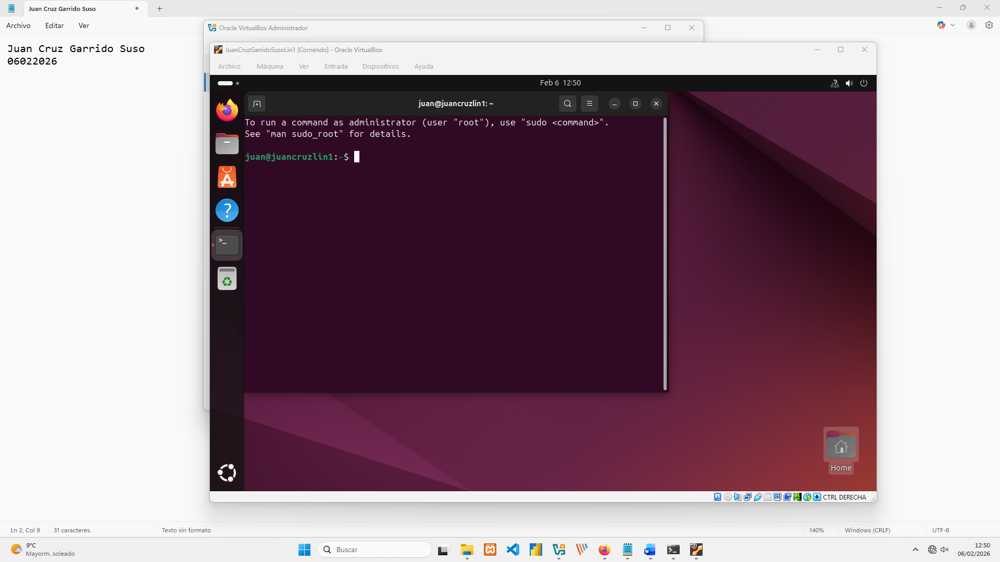 Juan Cruz Garrido Suso
Archivo Editar Ver
Juan Cruz Garrido Suso
06022026
Oracle VirtualBox Administrador
JuanCruzGarridoSusoLin1 [Corriendo] - Oracle VirtualBox
Archivo Máquina Ver Entrada Dispositivos Ayuda
Feb 6 12:50
juan@juancruzlin1: ~
To run a command as administrator (user "root"), use "sudo <command>".
See "man sudo_root" for details.
juan@juancruzlin1:~$
Home
CTRL DERECHA
Ln 2, Col 9 31 caracteres. Texto sin formato 140% Windows (CRLF) UTF-8
9°C
Mayorm. soleado
Buscar
12:50
06/02/2026